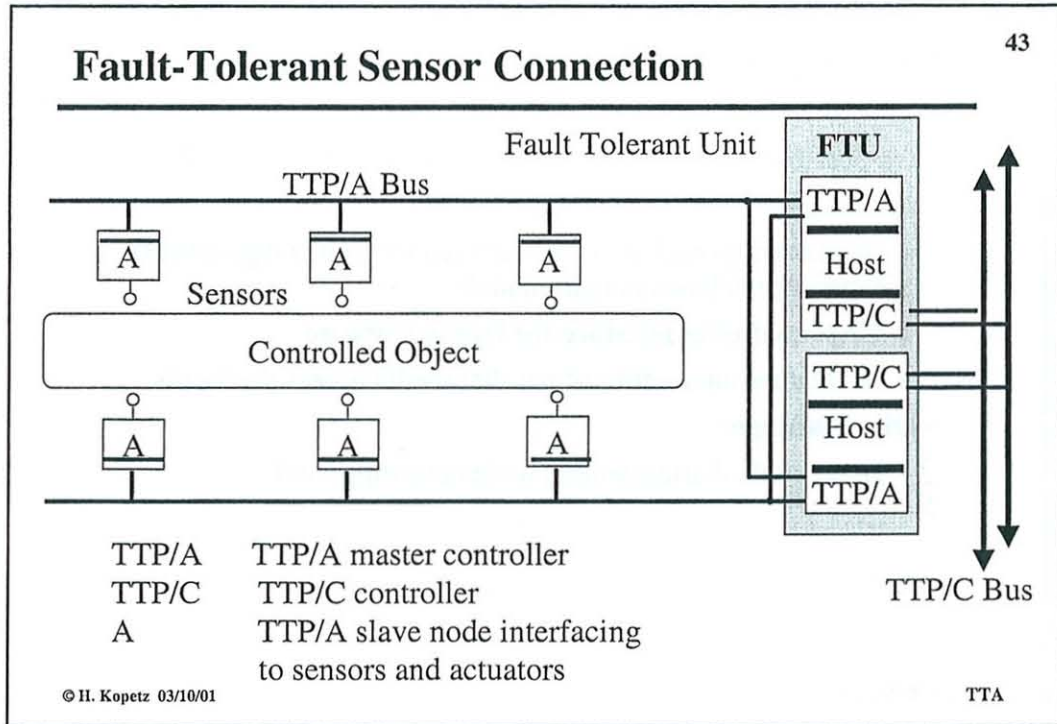 43
Fault-Tolerant Sensor Connection
Fault Tolerant Unit
FTU
TTP/A Bus
TTP/A
A
A
A
Host
Sensors
TTP/C
Controlled Object
TTP/C
A
A
A
Host
TTP/A
TTP/A TTP/A master controller
TTP/C TTP/C controller
TTP/C Bus
A TTP/A slave node interfacing
to sensors and actuators
© H. Kopetz 03/10/01
TTA